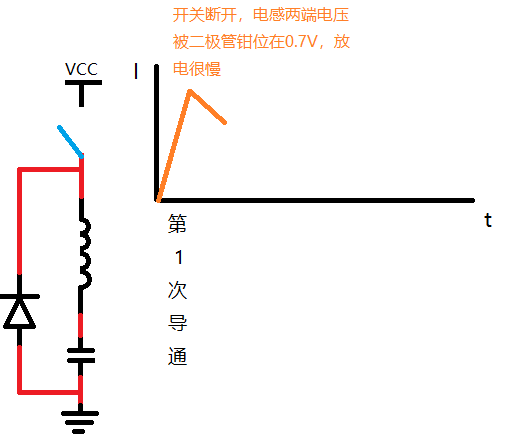 开关断开，电感两端电压
被二极管钳位在0.7V，放
电很慢
VCC
I
t
第
1
次
导
通